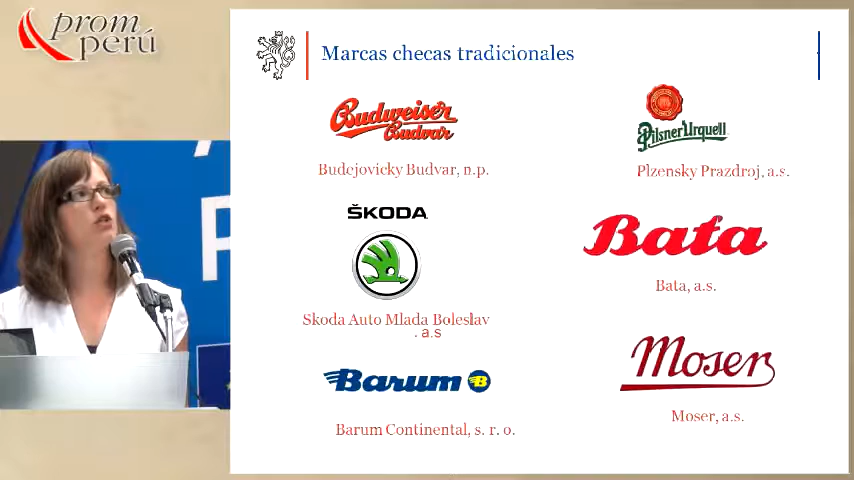 prom
perú
Marcas checas tradicionales
Budweiser
Budvar
Budejovicky Budvar, n.p.
Pilsner Urquell
Plzensky Prazdroj, a.s.
ŠKODA
Skoda Auto Mlada Boleslav
. a.s
Bata
Bata, a.s.
Barum B
Barum Continental, s. r. o.
Moser
Moser, a.s.
P